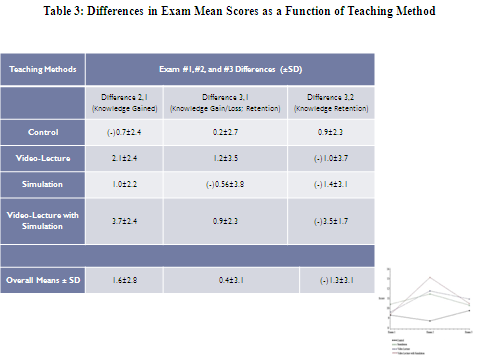 Table 3: Differences in Exam Mean Scores as a Function of Teaching Method
Teaching Methods Exam #1,#2, and #3 Differences (±SD)
Difference 2,1 Difference 3,1 Difference 3,2
(Knowledge Gained) (Knowledge Gain/Loss; Retention) (Knowledge Retention)
Control (-)0.7±2.4 0.2±2.7 0.9±2.3
Video-Lecture 2.1±2.4 1.2±3.5 (-)1.0±3.7
Simulation 1.0±2.2 (-)0.56±3.8 (-)1.4±3.1
Video-Lecture with
Simulation 3.7±2.4 0.9±2.3 (-)3.5±1.7
Overall Means ± SD 1.6±2.8 0.4±3.1 (-)1.3±3.1